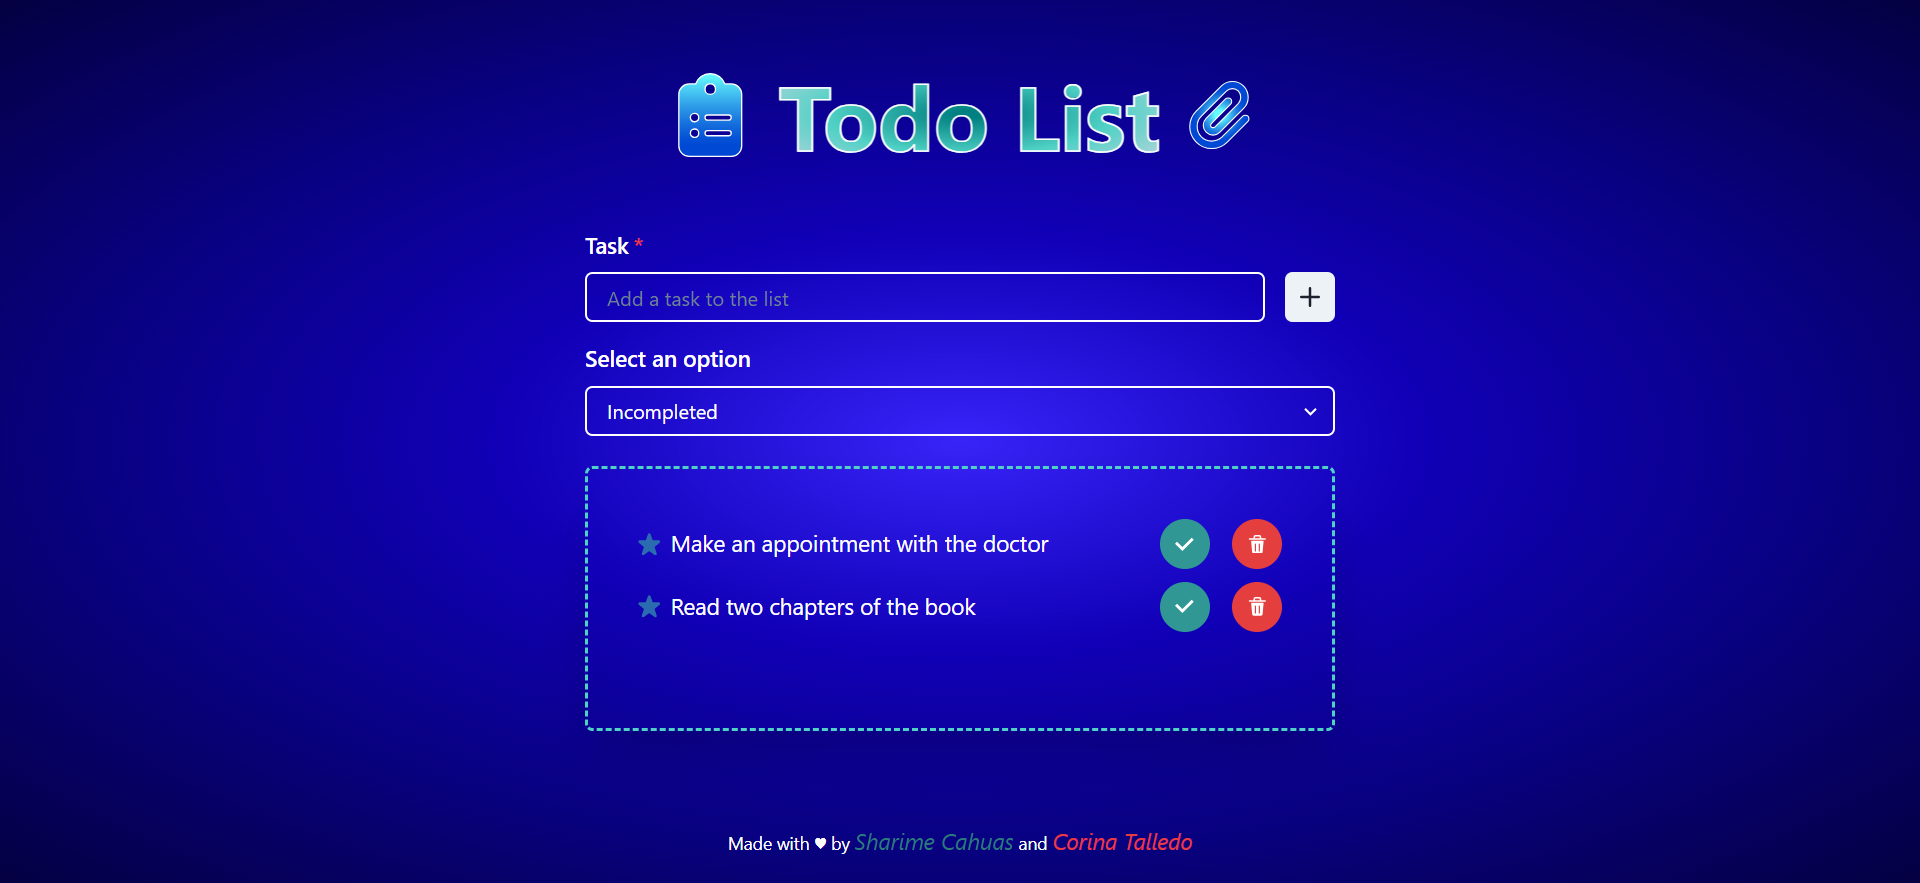 Todo List
Task *
Add a task to the list
Select an option
Incompleted
Make an appointment with the doctor
Read two chapters of the book
Made with ♥ by Sharime Cahuas and Corina Talledo